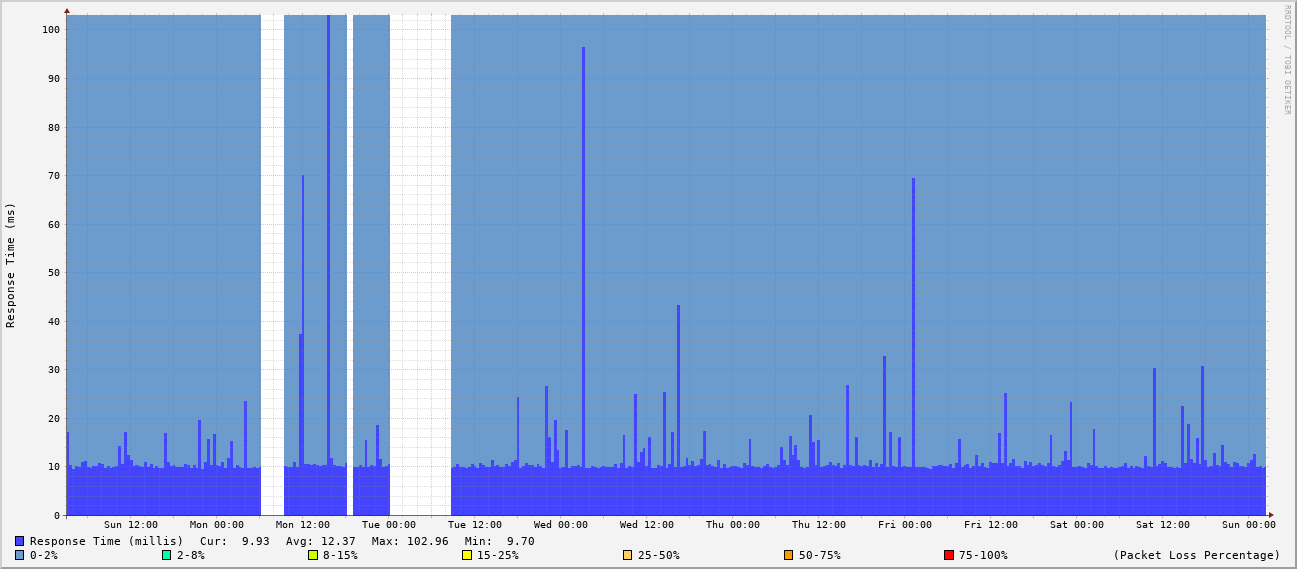 RRDTOOL / TOBI OETIKER
Response Time (ms)
100
90
80
70
60
50
40
30
20
10
0
Sun 12:00 Mon 00:00 Mon 12:00 Tue 00:00 Tue 12:00 Wed 00:00 Wed 12:00 Thu 00:00 Thu 12:00 Fri 00:00 Fri 12:00 Sat 00:00 Sat 12:00 Sun 00:00
Response Time (millis) Cur: 9.93 Avg: 12.37 Max: 102.96 Min: 9.70
0-2% 2-8% 8-15% 15-25% 25-50% 50-75% 75-100% (Packet Loss Percentage)